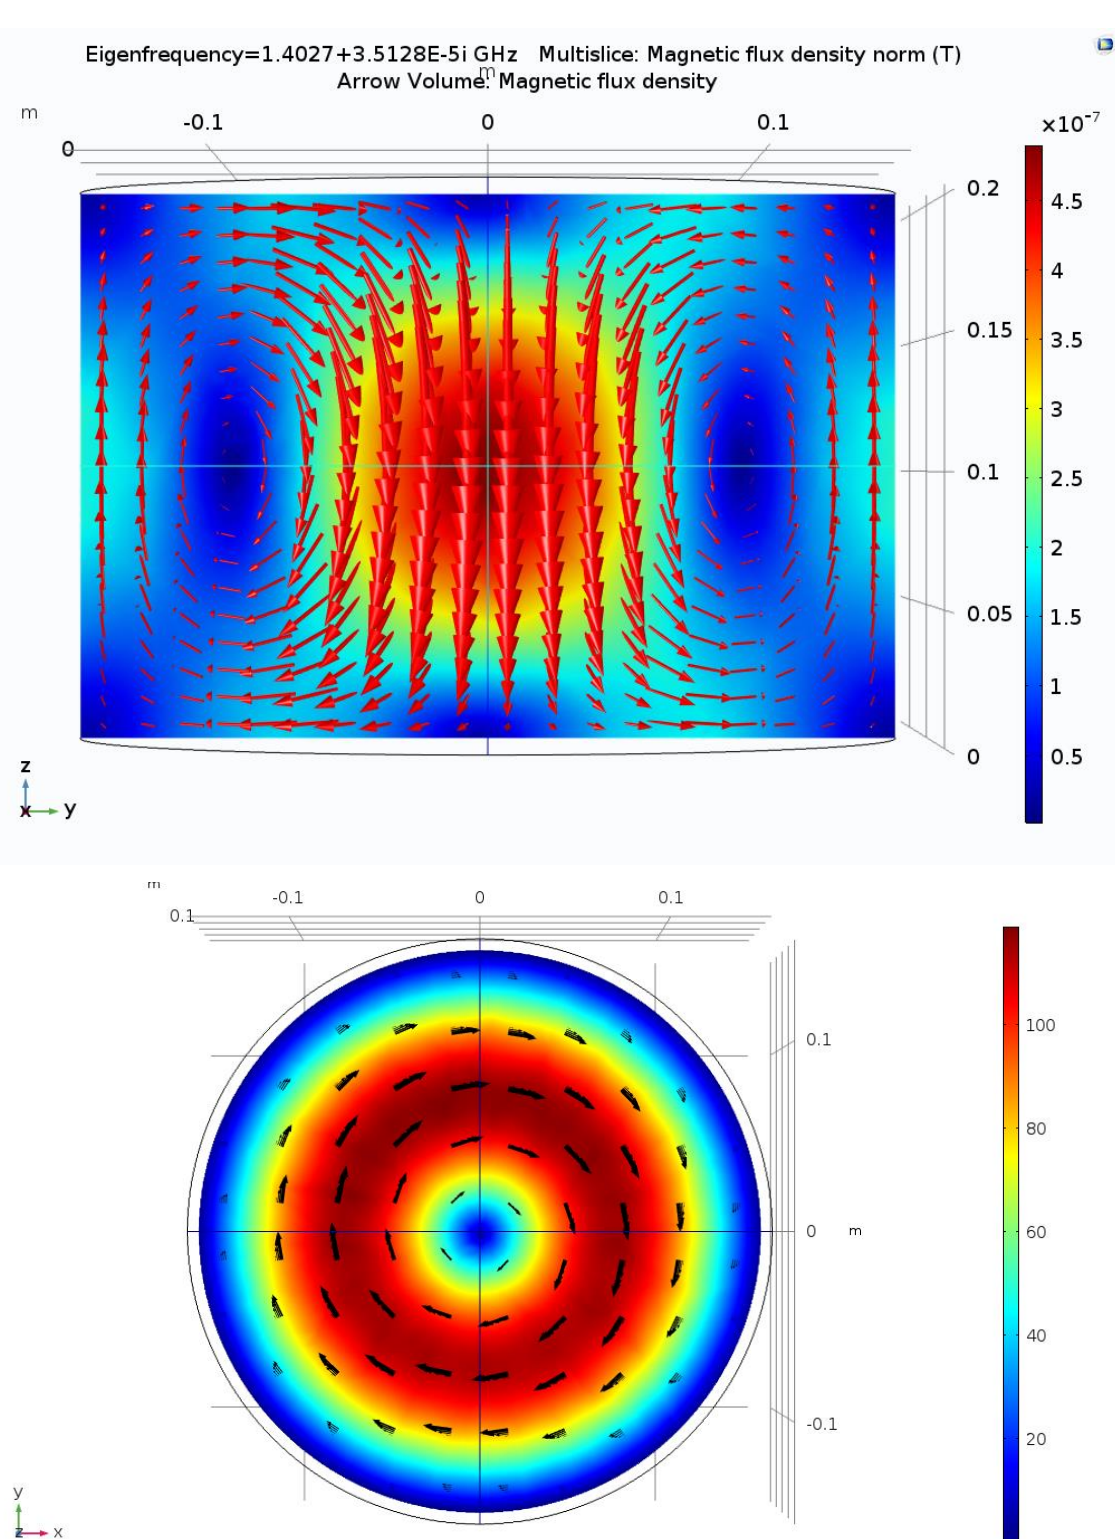 Eigenfrequency=1.4027+3.5128E-5i GHz Multislice: Magnetic flux density norm (T)
m
Arrow Volume: Magnetic flux density
m
-0.1 0 0.1
×10⁻⁷
0
0.2
4.5
4
0.15
3.5
3
0.1
2.5
2
0.05
1.5
1
0
0.5
z
x y
m
-0.1 0 0.1
0.1
100
0.1
80
0 m
60
40
-0.1
20
y
z x